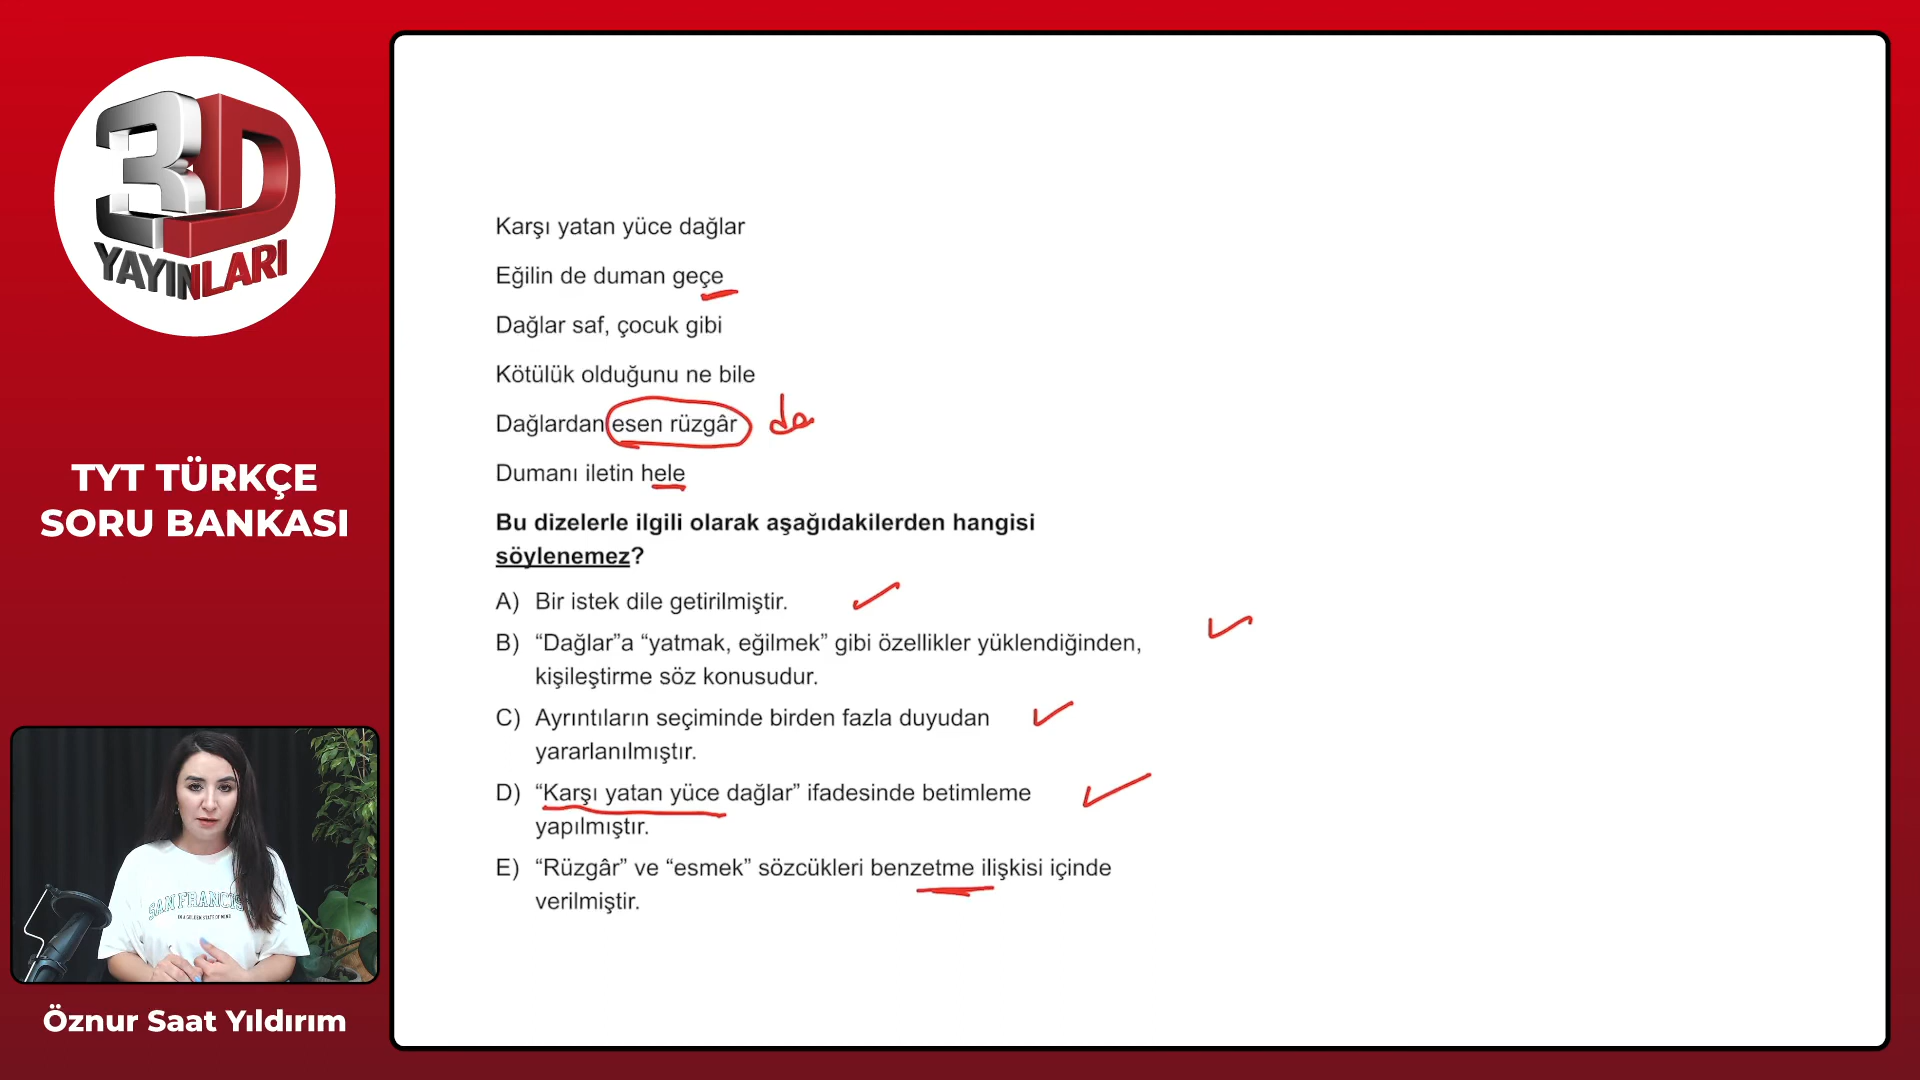 3D
YAYINLARI
TYT TÜRKÇE
SORU BANKASI
SAN FRANCIS
Öznur Saat Yıldırım
Karşı yatan yüce dağlar
Eğilin de duman geçe
Dağlar saf, çocuk gibi
Kötülük olduğunu ne bile
Dağlardan esen rüzgâr da
Dumanı iletin hele
Bu dizelerle ilgili olarak aşağıdakilerden hangisi
söylenemez?
A) Bir istek dile getirilmiştir.
B) “Dağlar”a “yatmak, eğilmek” gibi özellikler yüklendiğinden,
kişileştirme söz konusudur.
C) Ayrıntıların seçiminde birden fazla duyudan
yararlanılmıştır.
D) “Karşı yatan yüce dağlar” ifadesinde betimleme
yapılmıştır.
E) “Rüzgâr” ve “esmek” sözcükleri benzetme ilişkisi içinde
verilmiştir.